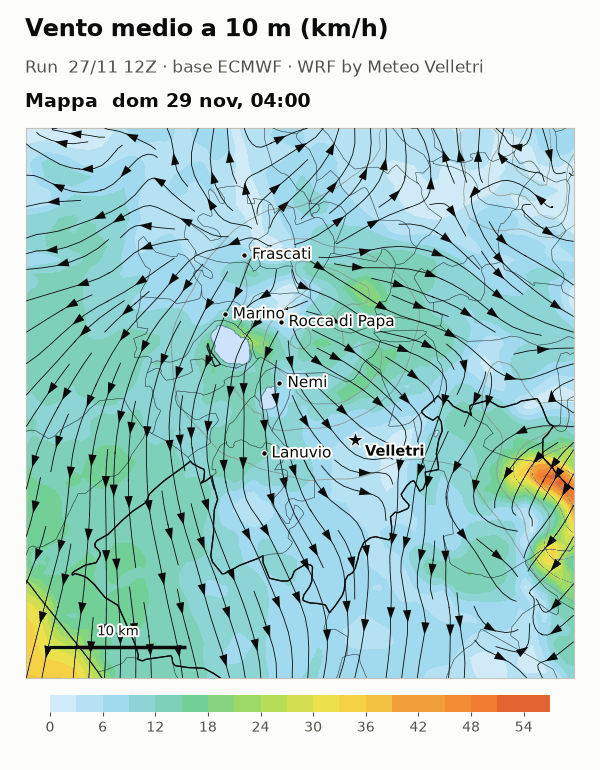 Vento medio a 10 m (km/h)
Run  27/11 12Z · base ECMWF · WRF by Meteo Velletri
Mappa  dom 29 nov, 04:00
Frascati
Marino
Rocca di Papa
Nemi
Velletri
Lanuvio
10 km
0 6 12 18 24 30 36 42 48 54